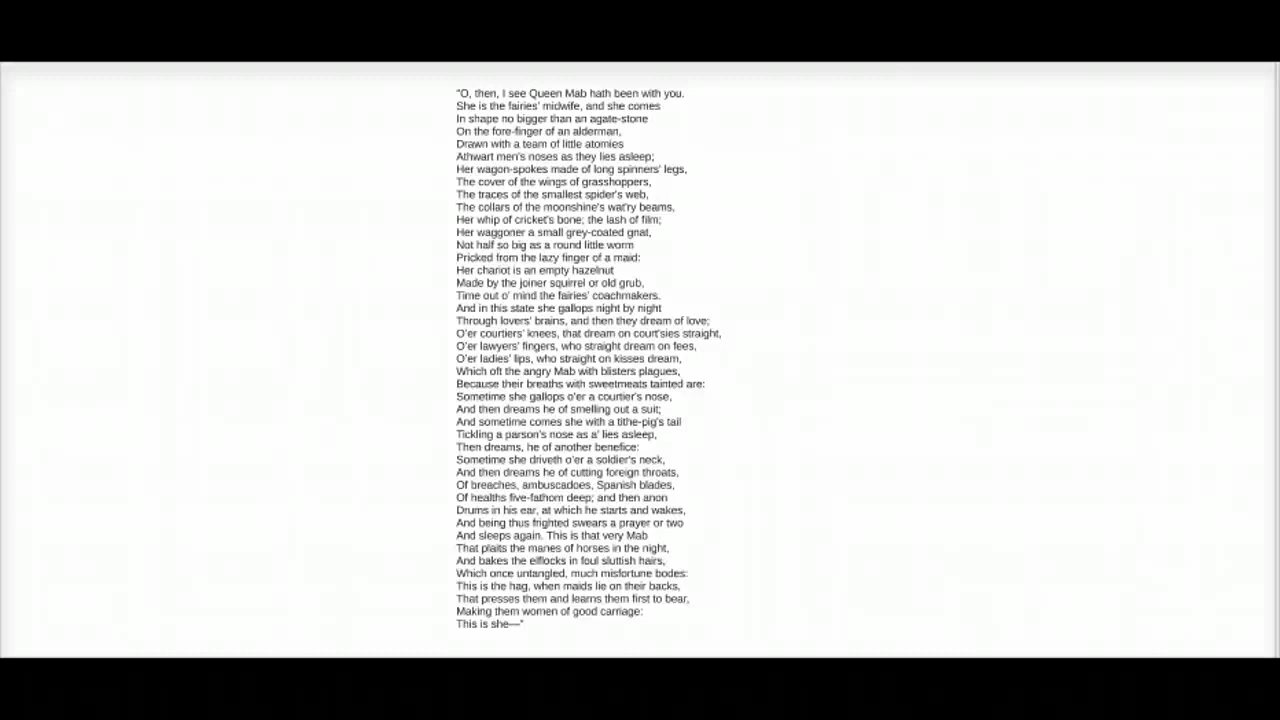 "O, then, I see Queen Mab hath been with you.
She is the fairies' midwife, and she comes
In shape no bigger than an agate-stone
On the fore-finger of an alderman,
Drawn with a team of little atomies
Athwart men's noses as they lies asleep;
Her wagon-spokes made of long spinners' legs,
The cover of the wings of grasshoppers,
The traces of the smallest spider's web,
The collars of the moonshine's wat'ry beams,
Her whip of cricket's bone; the lash of film;
Her waggoner a small grey-coated gnat,
Not half so big as a round little worm
Pricked from the lazy finger of a maid:
Her chariot is an empty hazelnut
Made by the joiner squirrel or old grub,
Time out o' mind the fairies' coachmakers.
And in this state she gallops night by night
Through lovers' brains, and then they dream of love;
O'er courtiers' knees, that dream on court'sies straight,
O'er lawyers' fingers, who straight dream on fees,
O'er ladies' lips, who straight on kisses dream,
Which oft the angry Mab with blisters plagues,
Because their breaths with sweetmeats tainted are:
Sometime she gallops o'er a courtier's nose,
And then dreams he of smelling out a suit;
And sometime comes she with a tithe-pig's tail
Tickling a parson's nose as a' lies asleep,
Then dreams, he of another benefice:
Sometime she driveth o'er a soldier's neck,
And then dreams he of cutting foreign throats,
Of breaches, ambuscadoes, Spanish blades,
Of healths five-fathom deep; and then anon
Drums in his ear, at which he starts and wakes,
And being thus frighted swears a prayer or two
And sleeps again. This is that very Mab
That plaits the manes of horses in the night,
And bakes the elflocks in foul sluttish hairs,
Which once untangled, much misfortune bodes:
This is the hag, when maids lie on their backs,
That presses them and learns them first to bear,
Making them women of good carriage:
This is she—"